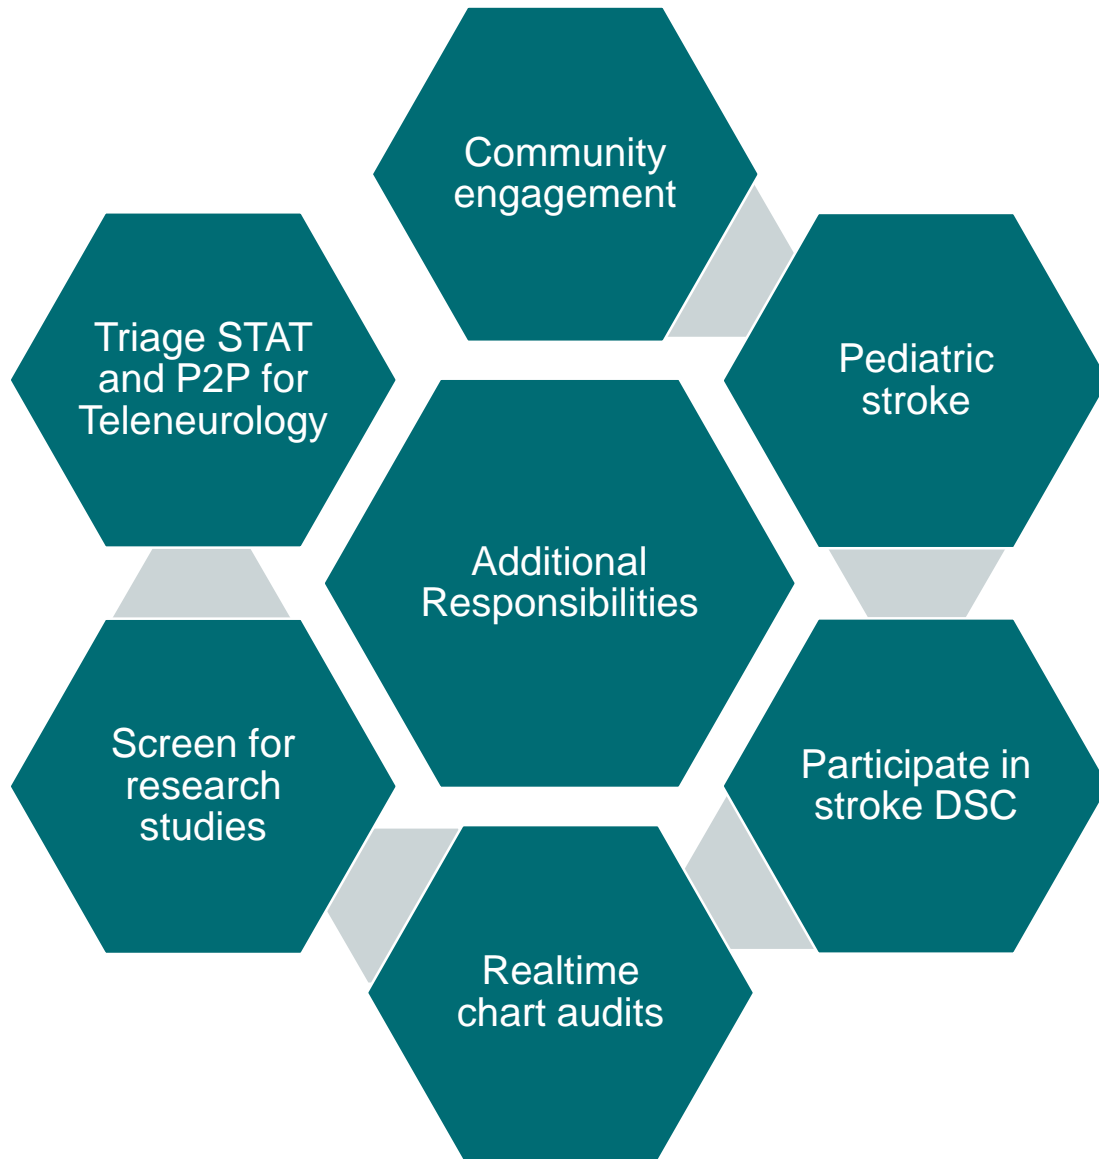 Community
engagement
Triage STAT
and P2P for
Teleneurology
Pediatric
stroke
Additional
Responsibilities
Screen for
research
studies
Participate in
stroke DSC
Realtime
chart audits